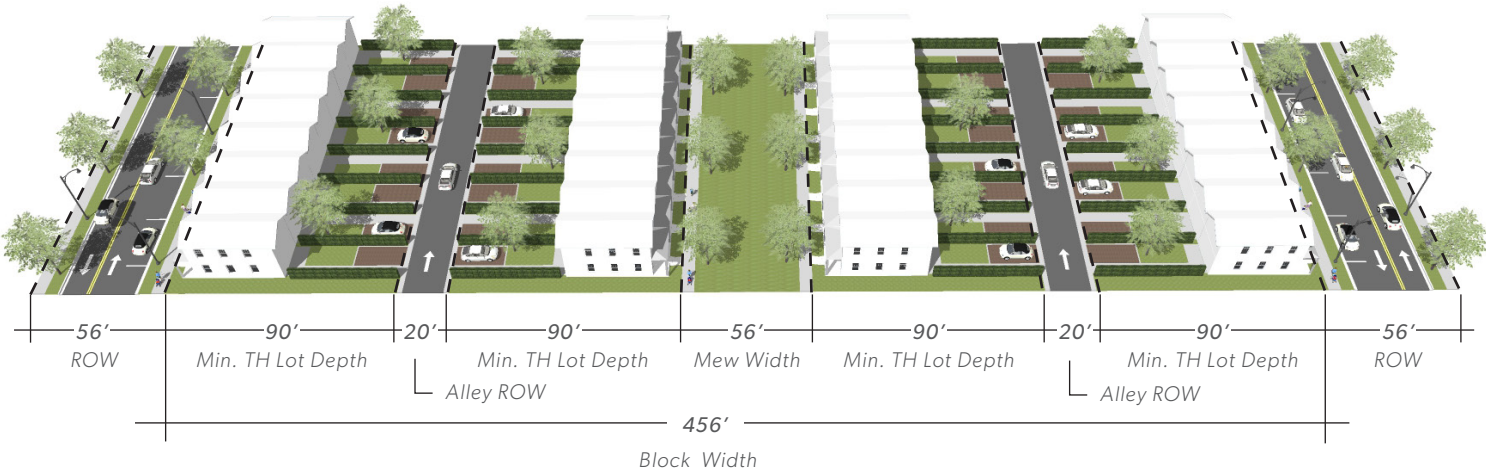 56’ 90’ 20’ 90’ 56’ 90’ 20’ 90’ 56’
ROW Min. TH Lot Depth Min. TH Lot Depth Mew Width Min. TH Lot Depth Min. TH Lot Depth ROW
Alley ROW Alley ROW
456’
Block Width